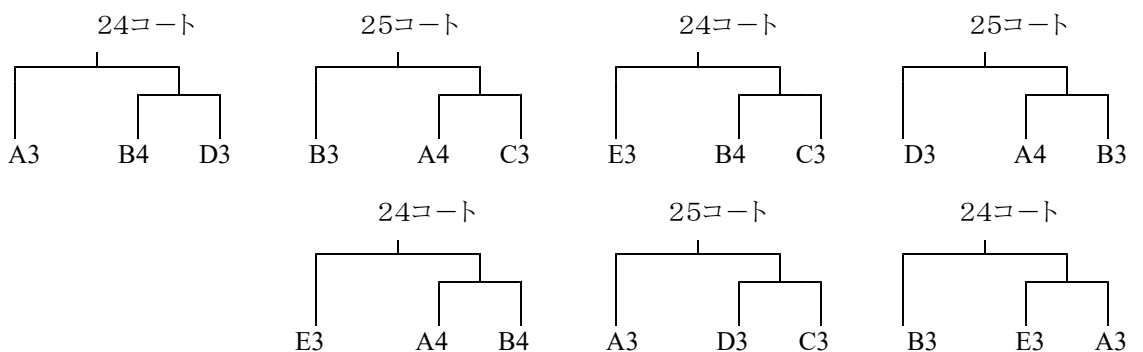 24コート 25コート 24コート 25コート
A3 B4 D3 B3 A4 C3 E3 B4 C3 D3 A4 B3
24コート 25コート 24コート
E3 A4 B4 A3 D3 C3 B3 E3 A3